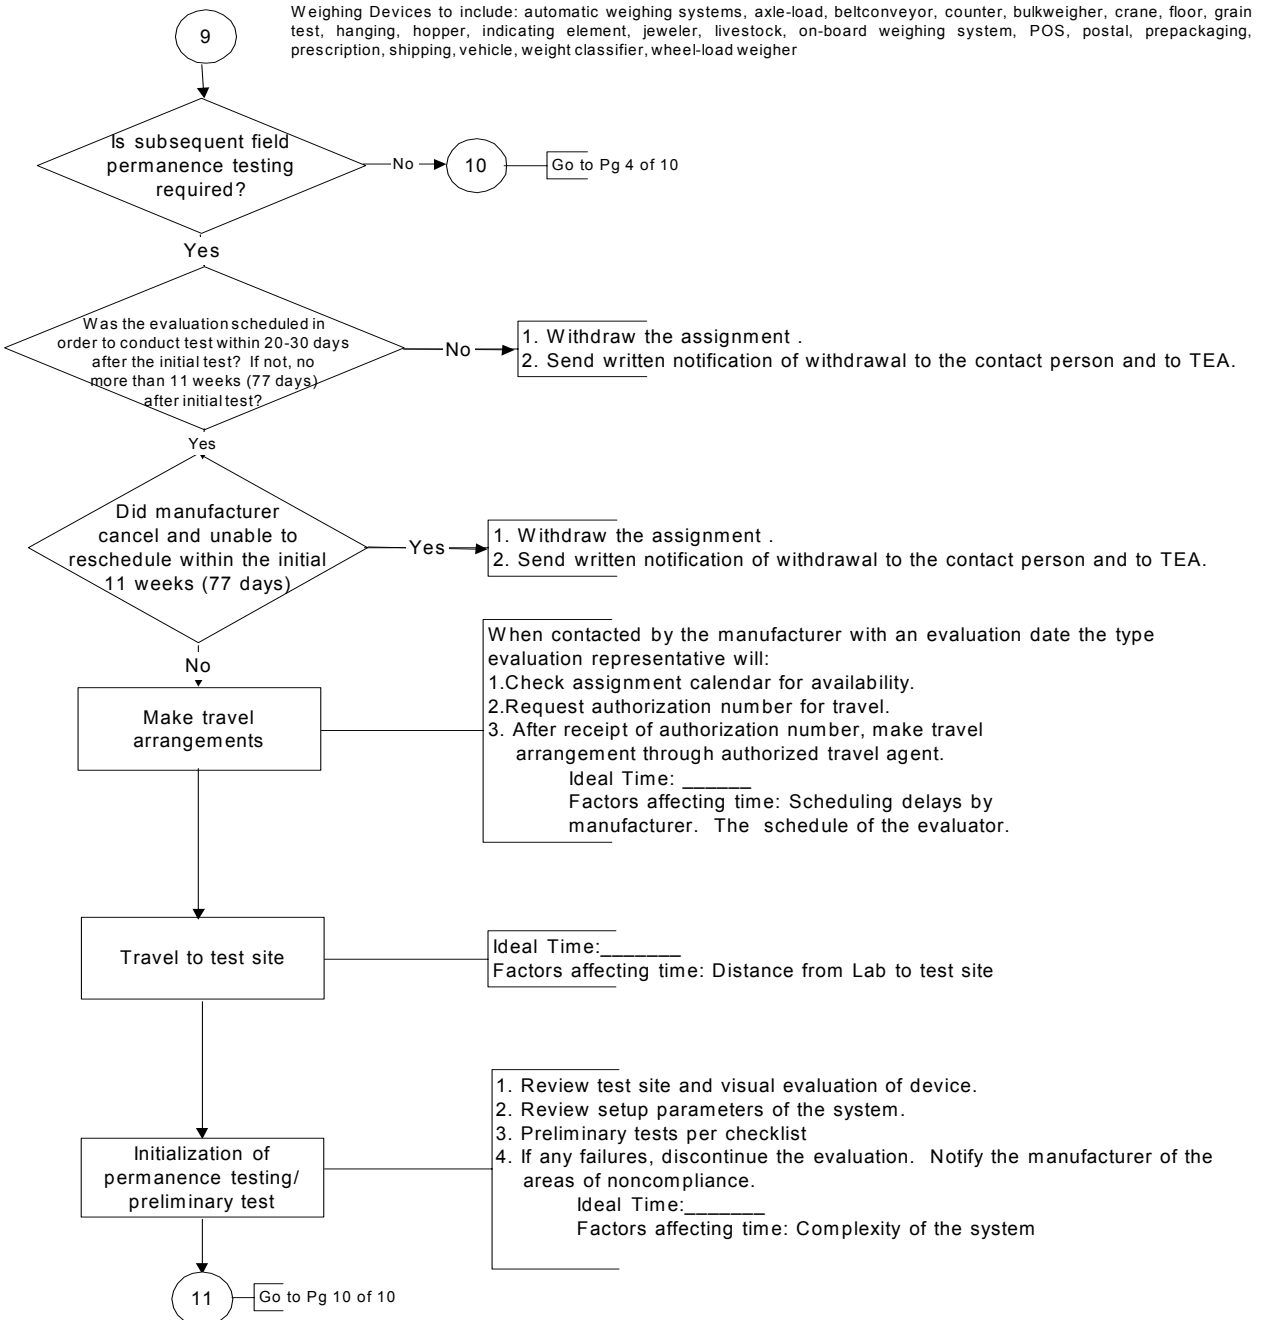 Weighing Devices to include: automatic weighing systems, axle-load, beltconveyor, counter, bulkweigher, crane, floor, grain
test, hanging, hopper, indicating element, jeweler, livestock, on-board weighing system, POS, postal, prepackaging,
prescription, shipping, vehicle, weight classifier, wheel-load weigher
9
Is subsequent field
permanence testing
required?
No
10
Go to Pg 4 of 10
Yes
Was the evaluation scheduled in
order to conduct test within 20-30 days
after the initial test? If not, no
more than 11 weeks (77 days)
after initial test?
No
1. Withdraw the assignment .
2. Send written notification of withdrawal to the contact person and to TEA.
Yes
Did manufacturer
cancel and unable to
reschedule within the initial
11 weeks (77 days)
Yes
1. Withdraw the assignment .
2. Send written notification of withdrawal to the contact person and to TEA.
No
Make travel
arrangements
When contacted by the manufacturer with an evaluation date the type
evaluation representative will:
1.Check assignment calendar for availability.
2.Request authorization number for travel.
3. After receipt of authorization number, make travel
arrangement through authorized travel agent.
Ideal Time: ______
Factors affecting time: Scheduling delays by
manufacturer. The schedule of the evaluator.
Travel to test site
Ideal Time:_______
Factors affecting time: Distance from Lab to test site
Initialization of
permanence testing/
preliminary test
1. Review test site and visual evaluation of device.
2. Review setup parameters of the system.
3. Preliminary tests per checklist
4. If any failures, discontinue the evaluation. Notify the manufacturer of the
areas of noncompliance.
Ideal Time:_______
Factors affecting time: Complexity of the system
11
Go to Pg 10 of 10